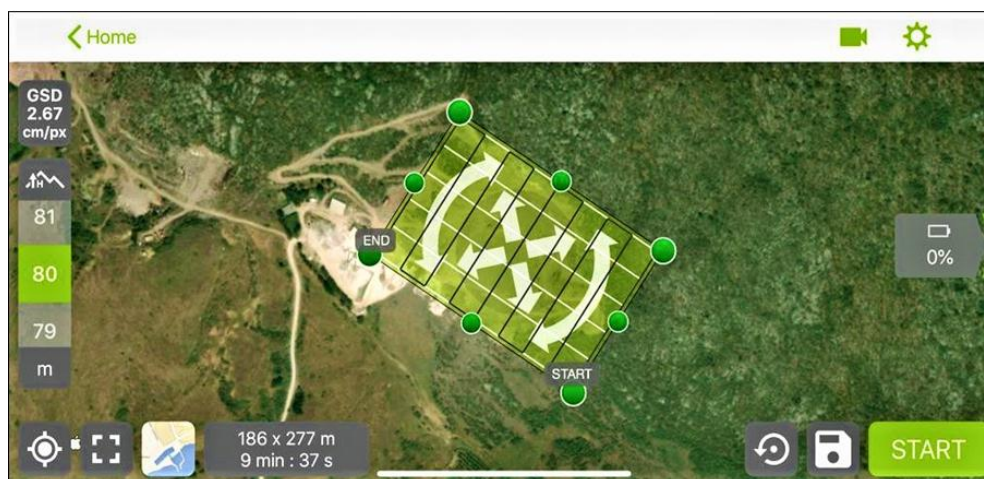 Home
GSD
2.67
cm/px
H
81
80
79
m
END
START
0%
186 x 277 m
9 min : 37 s
START